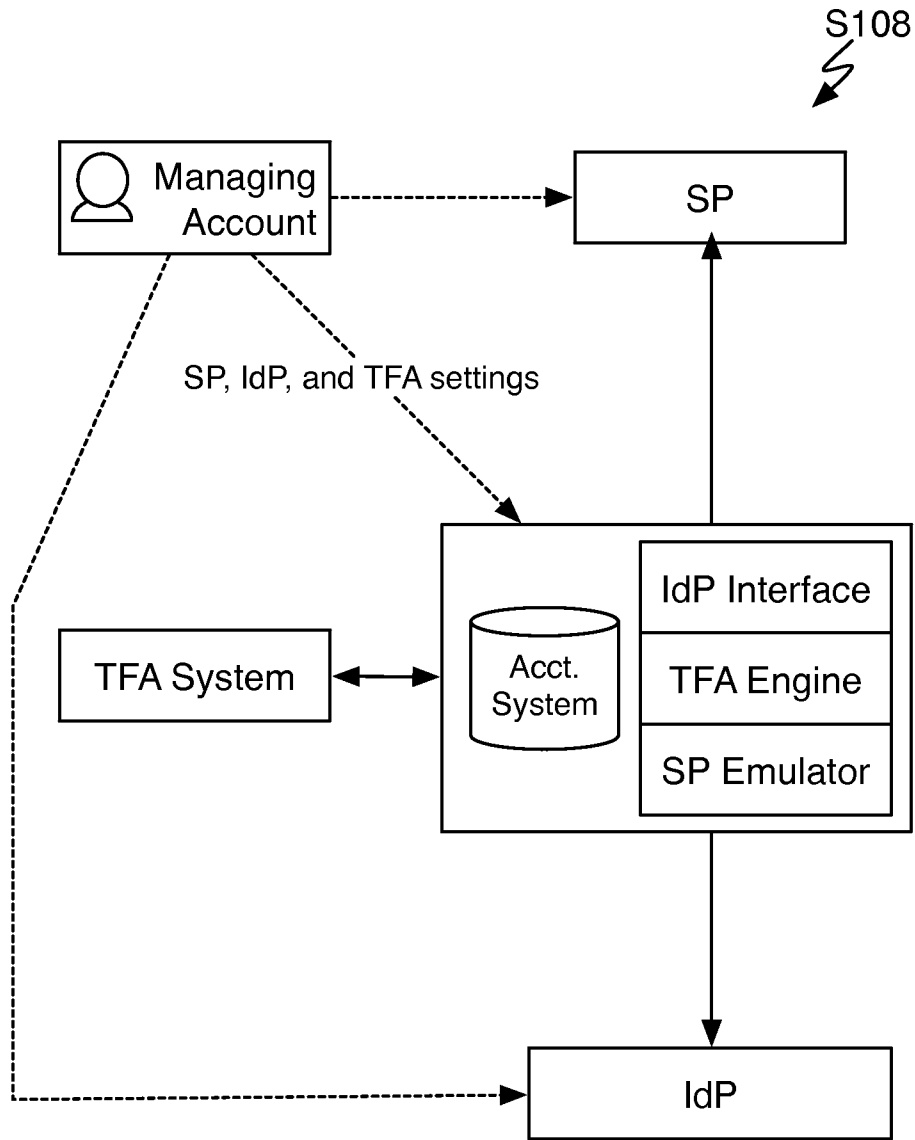 S108
Managing
Account
SP
SP, IdP, and TFA settings
IdP Interface
TFA System
Acct.
System
TFA Engine
SP Emulator
IdP